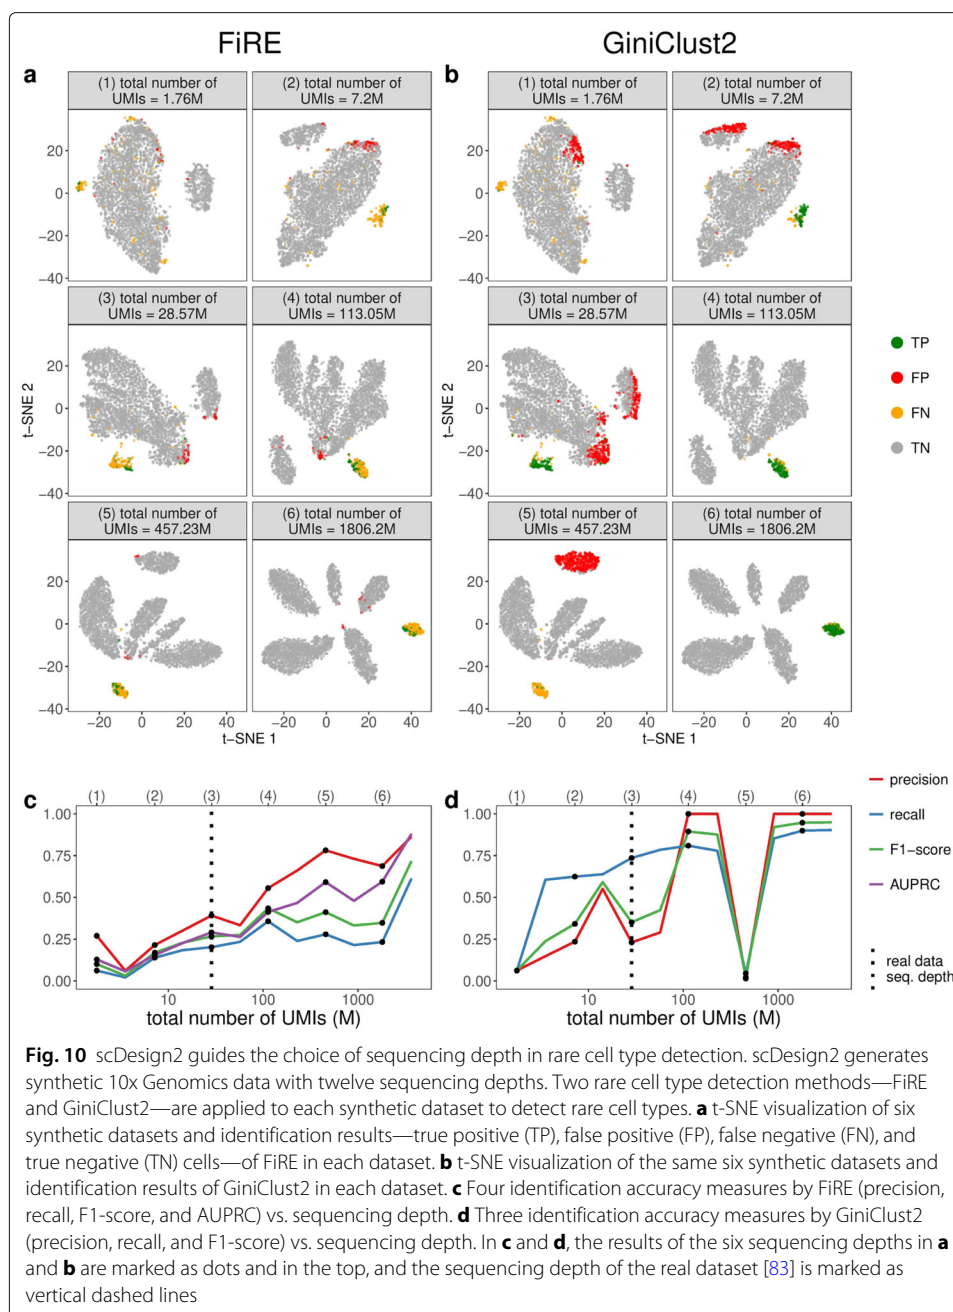 FiRE
GiniClust2
a
(1) total number of
UMIs = 1.76M
(2) total number of
UMIs = 7.2M
20
0
−20
−40
(3) total number of
UMIs = 28.57M
(4) total number of
UMIs = 113.05M
20
0
−20
−40
t−SNE 2
(5) total number of
UMIs = 457.23M
(6) total number of
UMIs = 1806.2M
20
0
−20
−40
−20 0 20 40 −20 0 20 40
t−SNE 1
b
(1) total number of
UMIs = 1.76M
(2) total number of
UMIs = 7.2M
20
0
−20
−40
(3) total number of
UMIs = 28.57M
(4) total number of
UMIs = 113.05M
20
0
−20
−40
t−SNE 2
(5) total number of
UMIs = 457.23M
(6) total number of
UMIs = 1806.2M
20
0
−20
−40
−20 0 20 40 −20 0 20 40
t−SNE 1
TP
FP
FN
TN
c
(1) (2) (3) (4) (5) (6)
1.00
0.75
0.50
0.25
0.00
10 100 1000
total number of UMIs (M)
d
(1) (2) (3) (4) (5) (6)
1.00
0.75
0.50
0.25
0.00
10 100 1000
total number of UMIs (M)
precision
recall
F1−score
AUPRC
real data
seq. depth
Fig. 10 scDesign2 guides the choice of sequencing depth in rare cell type detection. scDesign2 generates
synthetic 10x Genomics data with twelve sequencing depths. Two rare cell type detection methods—FiRE
and GiniClust2—are applied to each synthetic dataset to detect rare cell types. a t-SNE visualization of six
synthetic datasets and identification results—true positive (TP), false positive (FP), false negative (FN), and
true negative (TN) cells—of FiRE in each dataset. b t-SNE visualization of the same six synthetic datasets and
identification results of GiniClust2 in each dataset. c Four identification accuracy measures by FiRE (precision,
recall, F1-score, and AUPRC) vs. sequencing depth. d Three identification accuracy measures by GiniClust2
(precision, recall, and F1-score) vs. sequencing depth. In c and d, the results of the six sequencing depths in a
and b are marked as dots and in the top, and the sequencing depth of the real dataset [83] is marked as
vertical dashed lines